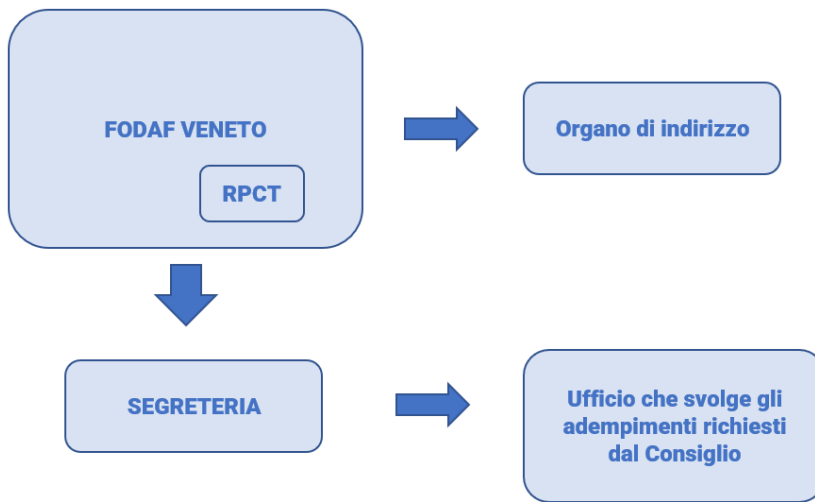 FODAF VENETO
RPCT
Organo di indirizzo
SEGRETERIA
Ufficio che svolge gli
adempimenti richiesti
dal Consiglio